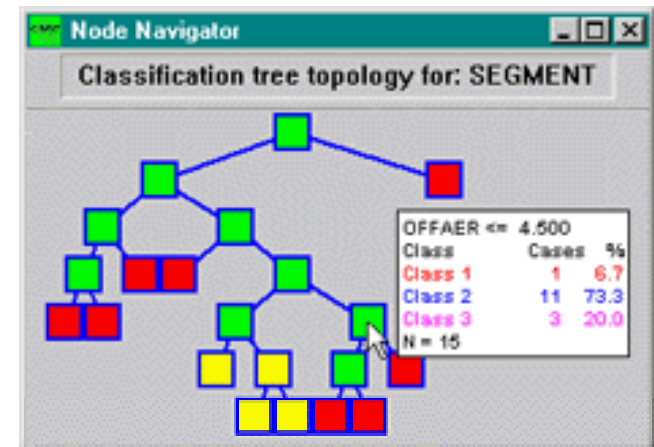 Node Navigator
Classification tree topology for: SEGMENT
OFFAER <= 4.500
Class Cases %
Class 1 1 6.7
Class 2 11 73.3
Class 3 3 20.0
N = 15